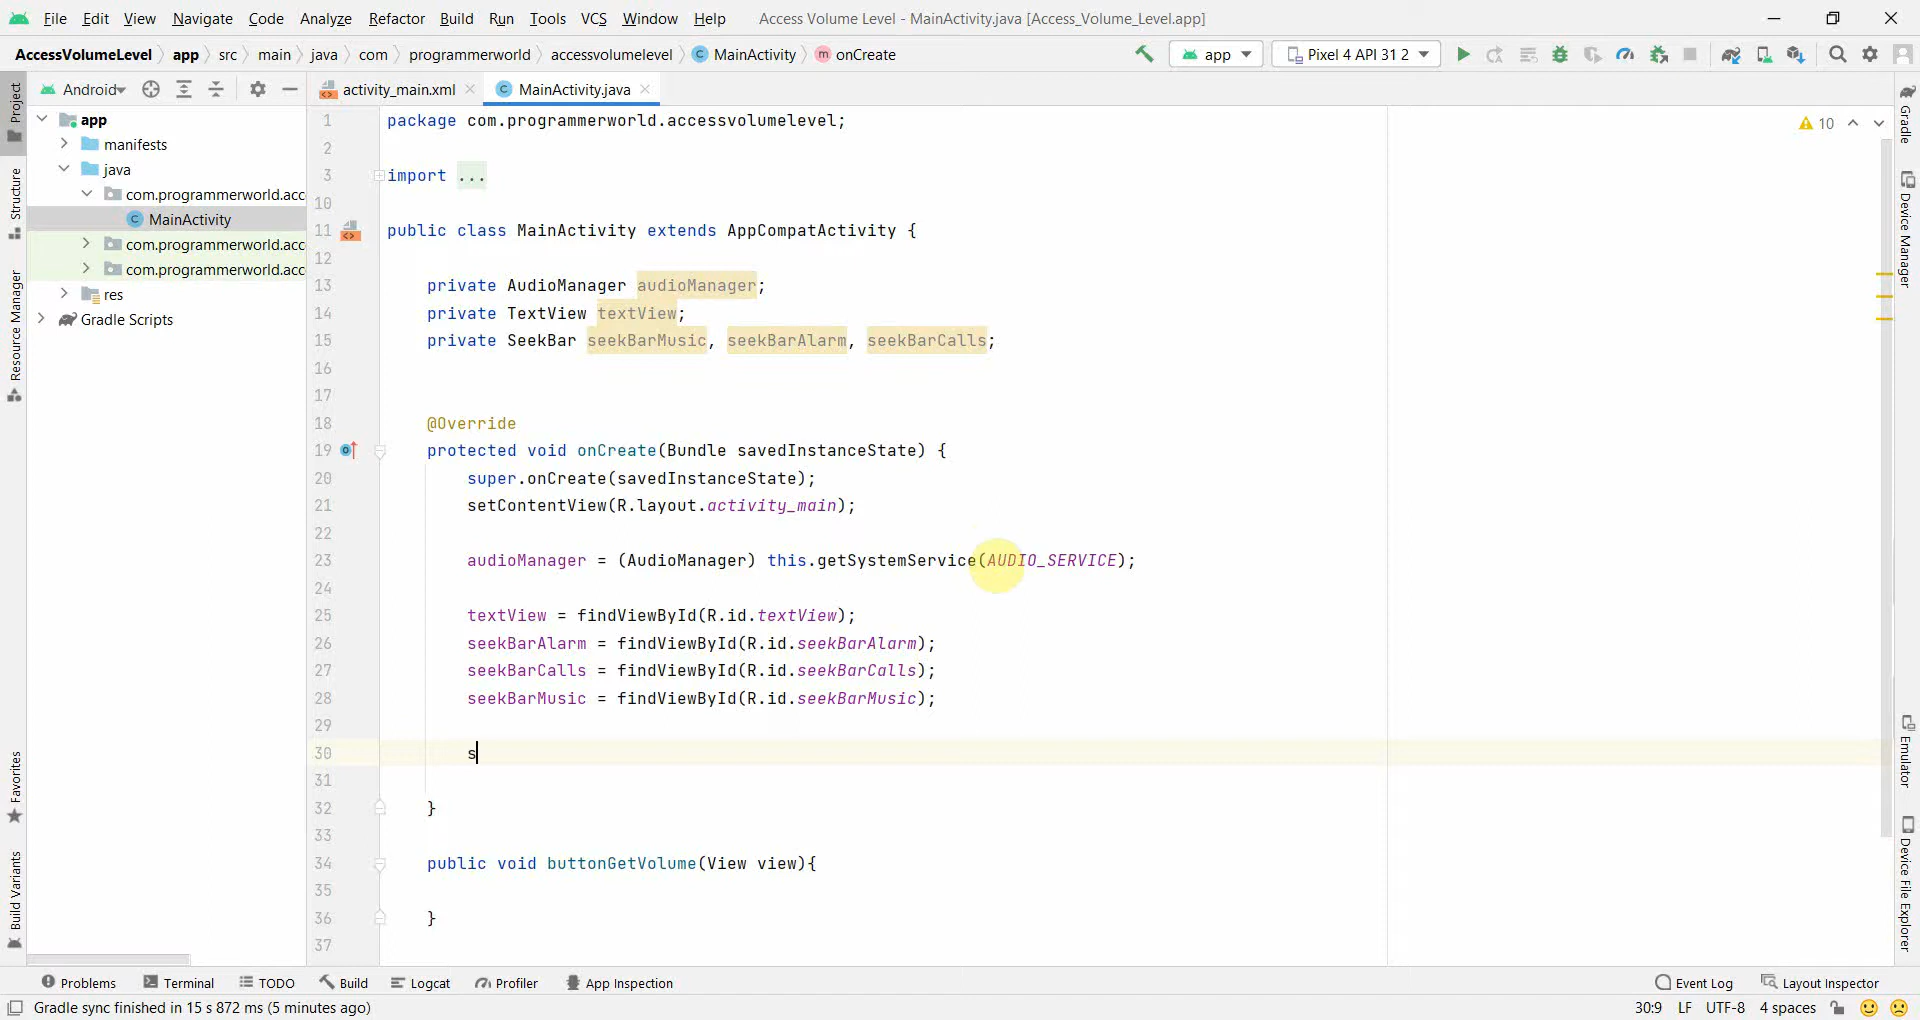 File Edit View Navigate Code Analyze Refactor Build Run Tools VCS Window Help Access Volume Level - MainActivity.java [Access_Volume_Level.app]
AccessVolumeLevel app src main java com programmerworld accessvolumelevel C MainActivity m onCreate app Pixel 4 API 31 2
Android activity_main.xml C MainActivity.java
Project
Structure
Resource Manager
Favorites
Build Variants
app
manifests
java
com.programmerworld.acc
C MainActivity
com.programmerworld.acc
com.programmerworld.acc
res
Gradle Scripts
10
1 package com.programmerworld.accessvolumelevel;
2
3 import ...
10
11 public class MainActivity extends AppCompatActivity {
12
13 private AudioManager audioManager;
14 private TextView textView;
15 private SeekBar seekBarMusic, seekBarAlarm, seekBarCalls;
16
17
18 @Override
19 protected void onCreate(Bundle savedInstanceState) {
20 super.onCreate(savedInstanceState);
21 setContentView(R.layout.activity_main);
22
23 audioManager = (AudioManager) this.getSystemService(AUDIO_SERVICE);
24
25 textView = findViewById(R.id.textView);
26 seekBarAlarm = findViewById(R.id.seekBarAlarm);
27 seekBarCalls = findViewById(R.id.seekBarCalls);
28 seekBarMusic = findViewById(R.id.seekBarMusic);
29
30 s
31
32 }
33
34 public void buttonGetVolume(View view){
35
36 }
37
Gradle
Device Manager
Emulator
Device File Explorer
Problems Terminal TODO Build Logcat Profiler App Inspection Event Log Layout Inspector
Gradle sync finished in 15 s 872 ms (5 minutes ago) 30:9 LF UTF-8 4 spaces